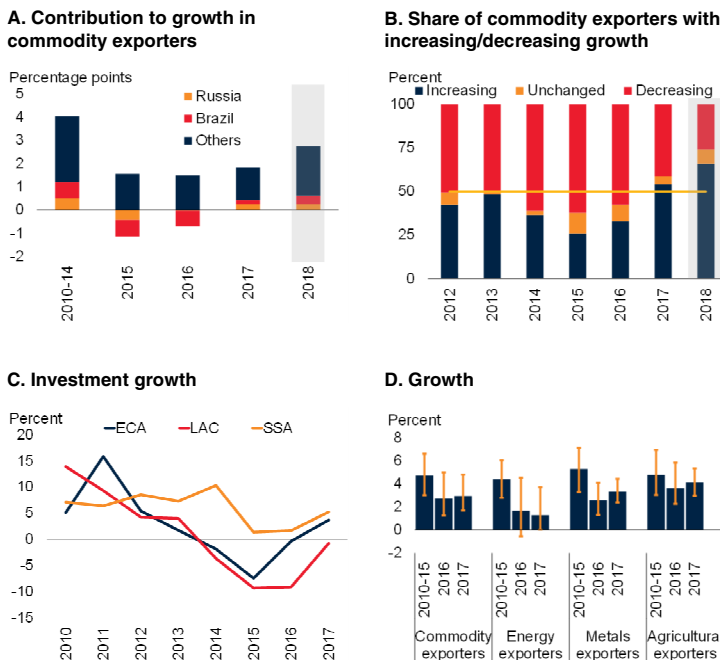 A. Contribution to growth in
commodity exporters
Percentage points
5
4
3
2
1
0
-1
-2
Russia
Brazil
Others
2010-14
2015
2016
2017
2018
B. Share of commodity exporters with
increasing/decreasing growth
Percent
Increasing
Unchanged
Decreasing
100
75
50
25
0
2012
2013
2014
2015
2016
2017
2018
C. Investment growth
Percent
ECA
LAC
SSA
20
15
10
5
0
-5
-10
-15
2010
2011
2012
2013
2014
2015
2016
2017
D. Growth
Percent
8
6
4
2
0
-2
2010-15
2016
2017
2010-15
2016
2017
2010-15
2016
2017
2010-15
2016
2017
Commodity
exporters
Energy
exporters
Metals
exporters
Agricultura
exporters